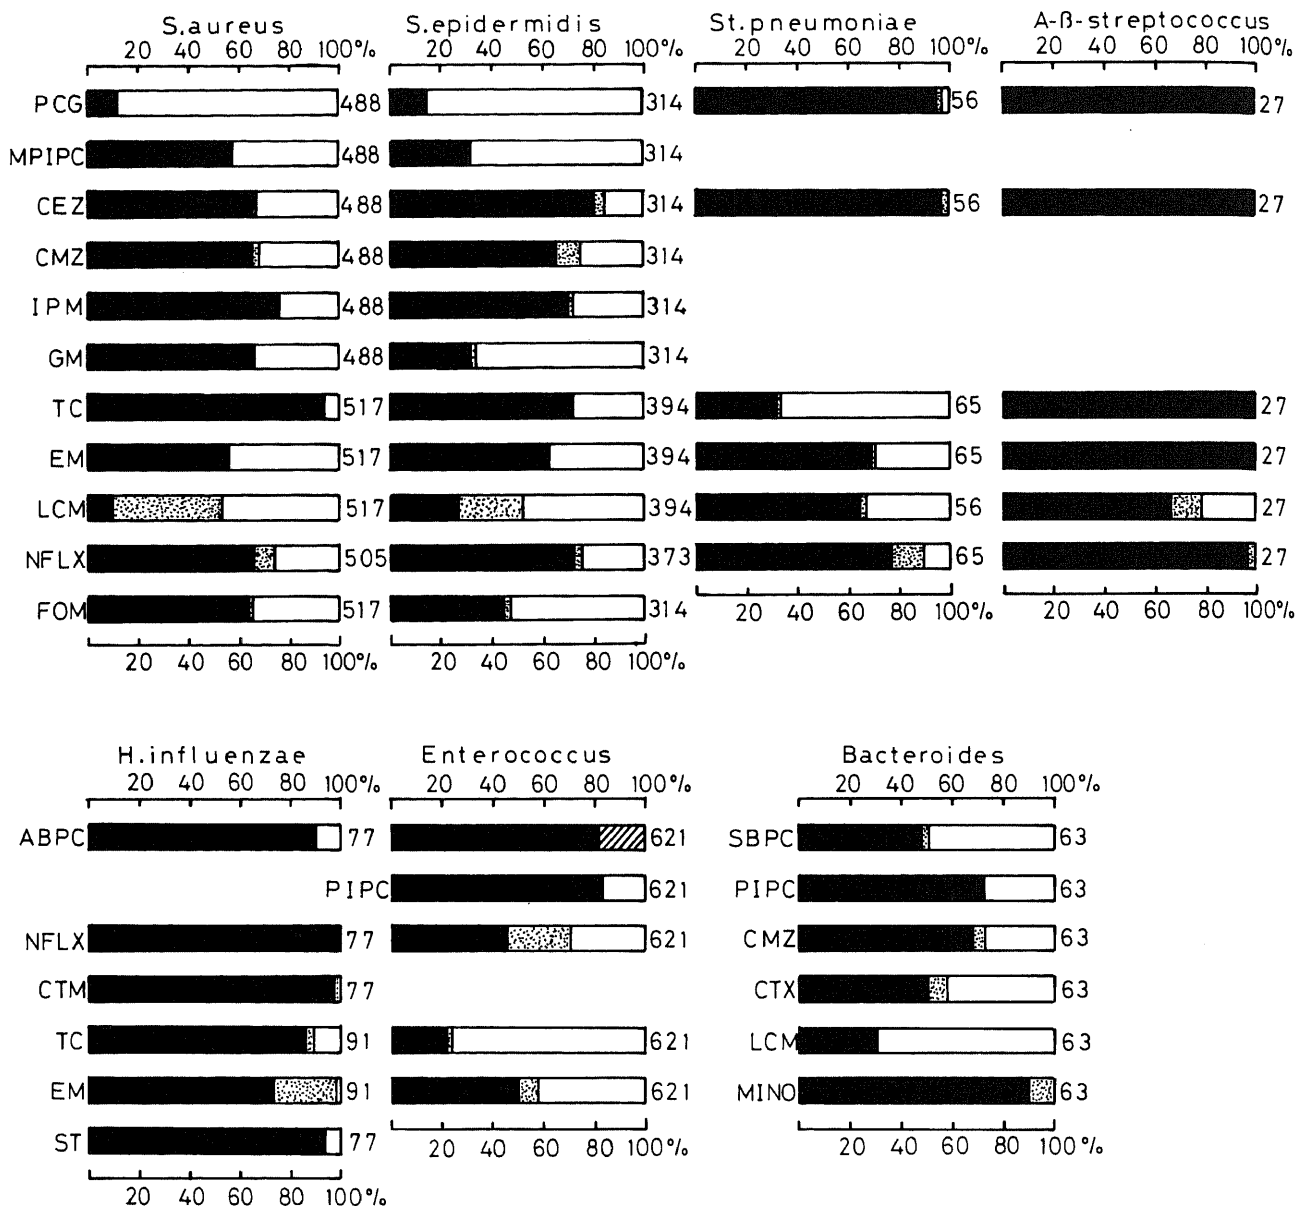 S.aureus S.epidermidis St.pneumoniae A-ß-streptococcus
20 40 60 80 100% 20 40 60 80 100% 20 40 60 80 100% 20 40 60 80 100%
PCG 488 314 56 27
MPIPC 488 314
CEZ 488 314 56 27
CMZ 488 314
IPM 488 314
GM 488 314
TC 517 394 65 27
EM 517 394 65 27
LCM 517 394 56 27
NFLX 505 373 65 27
20 40 60 80 100% 20 40 60 80 100%
FOM 517 314
20 40 60 80 100% 20 40 60 80 100%
H.influenzae Enterococcus Bacteroides
20 40 60 80 100% 20 40 60 80 100% 20 40 60 80 100%
ABPC 77 621 SBPC 63
PIPC 621 PIPC 63
NFLX 77 621 CMZ 63
CTM 77 CTX 63
TC 91 621 LCM 63
EM 91 621 MINO 63
ST 77 20 40 60 80 100% 20 40 60 80 100%
20 40 60 80 100%